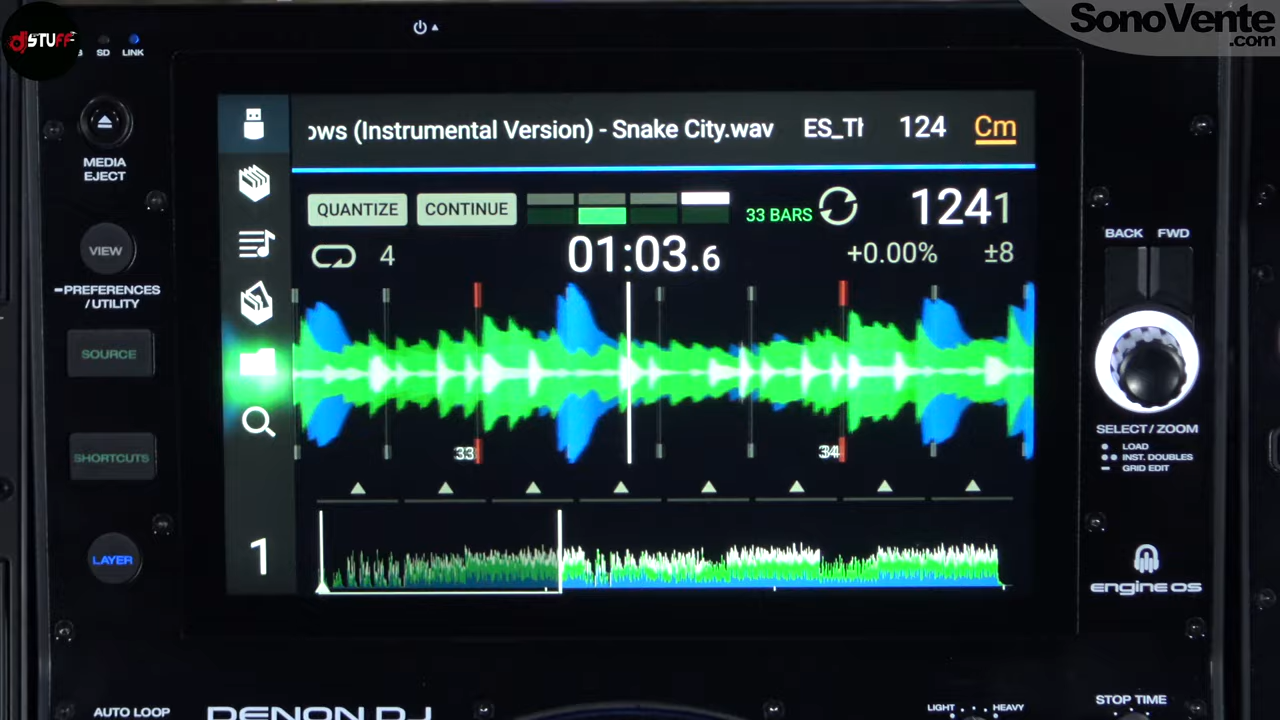 dj STUFF
SonoVente
.com
SD LINK
MEDIA
EJECT
VIEW
PREFERENCES
/UTILITY
SOURCE
SHORTCUTS
LAYER
1
ows (Instrumental Version) - Snake City.wav ES_Th 124 Cm
QUANTIZE CONTINUE 33 BARS 1241
4 01:03.6 +0.00% ±8
33 34
BACK FWD
SELECT/ZOOM
LOAD
INST. DOUBLES
GRID EDIT
engine os
AUTO LOOP DENON DJ LIGHT HEAVY STOP TIME